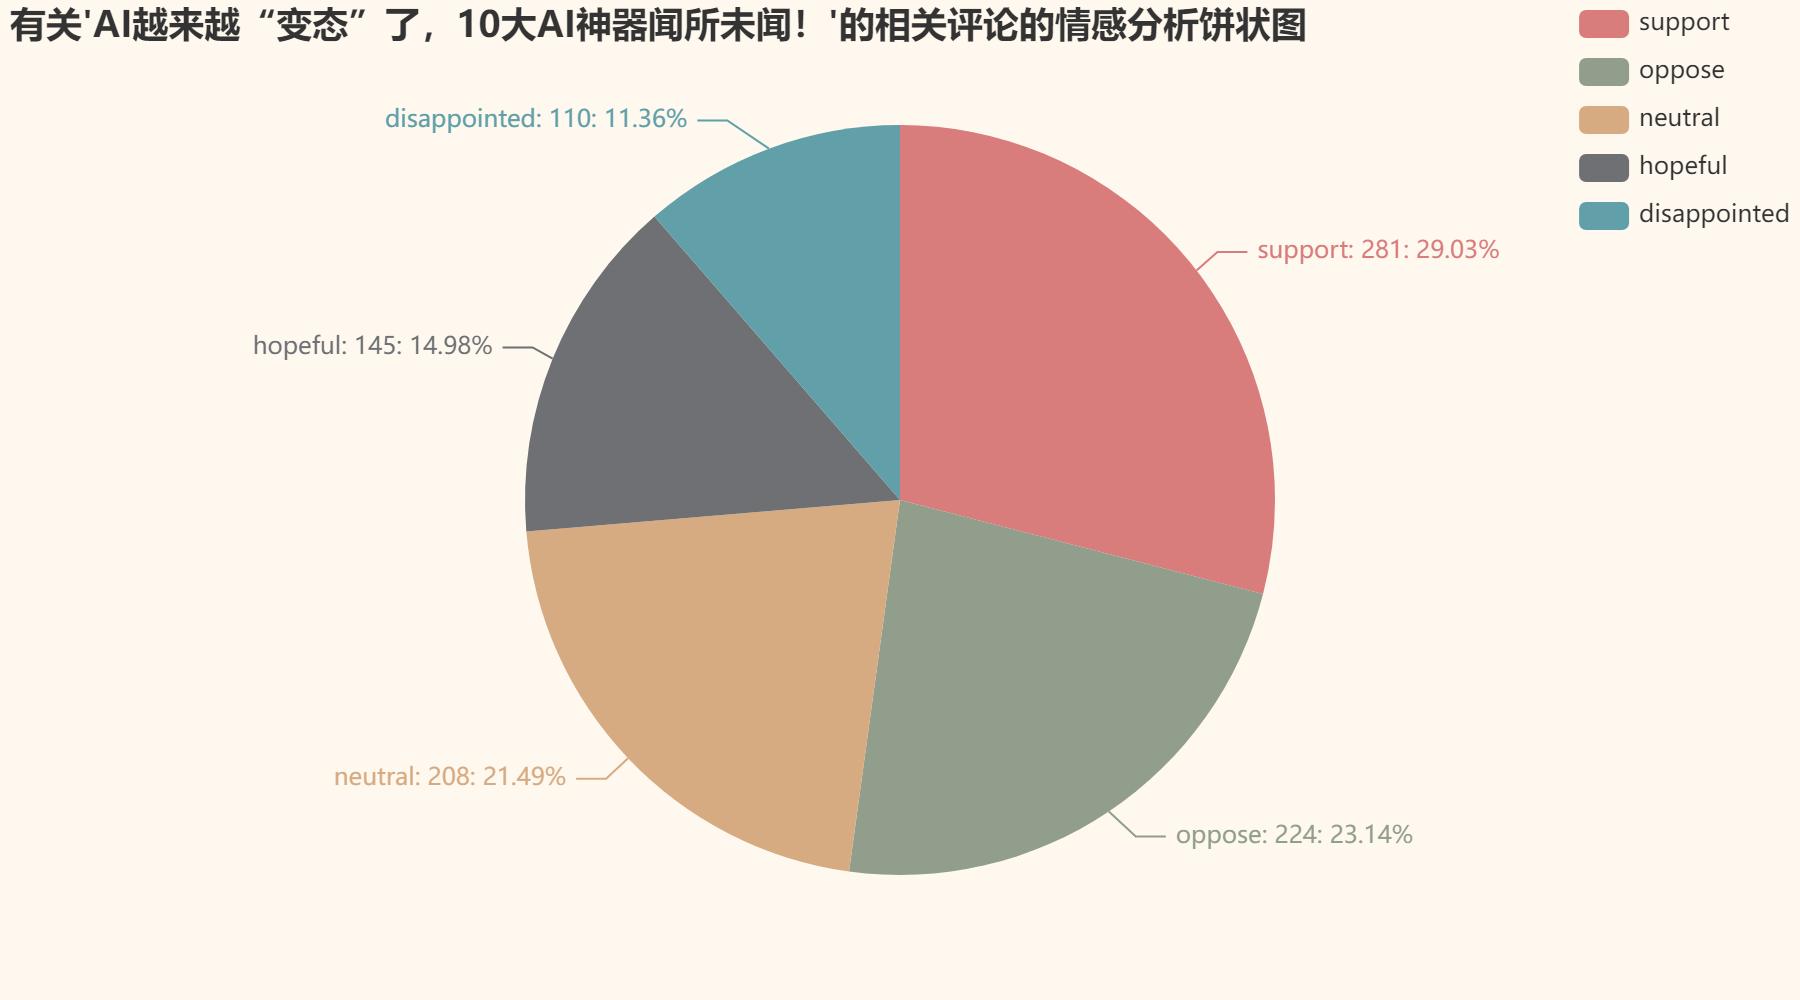 有关'AI越来越“变态”了，10大AI神器闻所未闻！'的相关评论的情感分析饼状图
support
oppose
neutral
hopeful
disappointed
disappointed: 110: 11.36%
support: 281: 29.03%
hopeful: 145: 14.98%
neutral: 208: 21.49%
oppose: 224: 23.14%